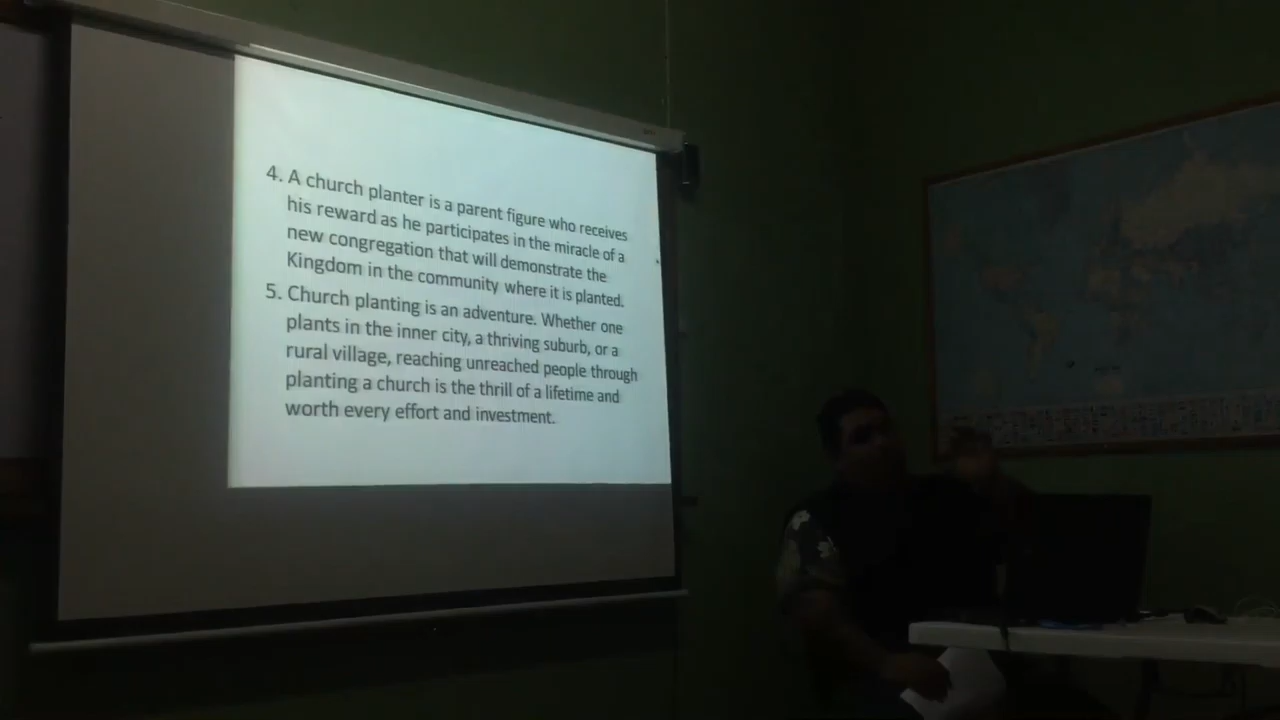 4. A church planter is a parent figure who receives
his reward as he participates in the miracle of a
new congregation that will demonstrate the
Kingdom in the community where it is planted.
5. Church planting is an adventure. Whether one
plants in the inner city, a thriving suburb, or a
rural village, reaching unreached people through
planting a church is the thrill of a lifetime and
worth every effort and investment.